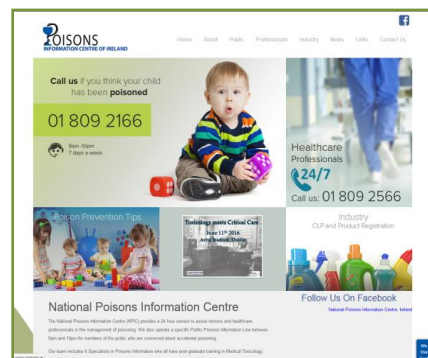 POISONS
INFORMATION CENTRE OF IRELAND
Home About Public Professionals Industry News Links Contact Us
Call us if you think your child
has been poisoned
01 809 2166
8am -10pm
7 days a week
Healthcare
Professionals
24/7
Call us: 01 809 2566
Poison Prevention Tips
Toxicology meets Critical Care
June 11th 2016
Aviva Stadium, Dublin
Industry
CLP and Product Registration
National Poisons Information Centre
The National Poisons Information Centre (NPIC) provides a 24 hour service to assist doctors and healthcare
professionals in the management of poisoning. We also operate a specific Public Poisons Information Line between
8am and 10pm for members of the public who are concerned about accidental poisoning.
Our team includes 6 Specialists in Poisons Information who all have post-graduate training in Medical Toxicology.
Follow Us On Facebook
National Poisons Information Centre, Ireland